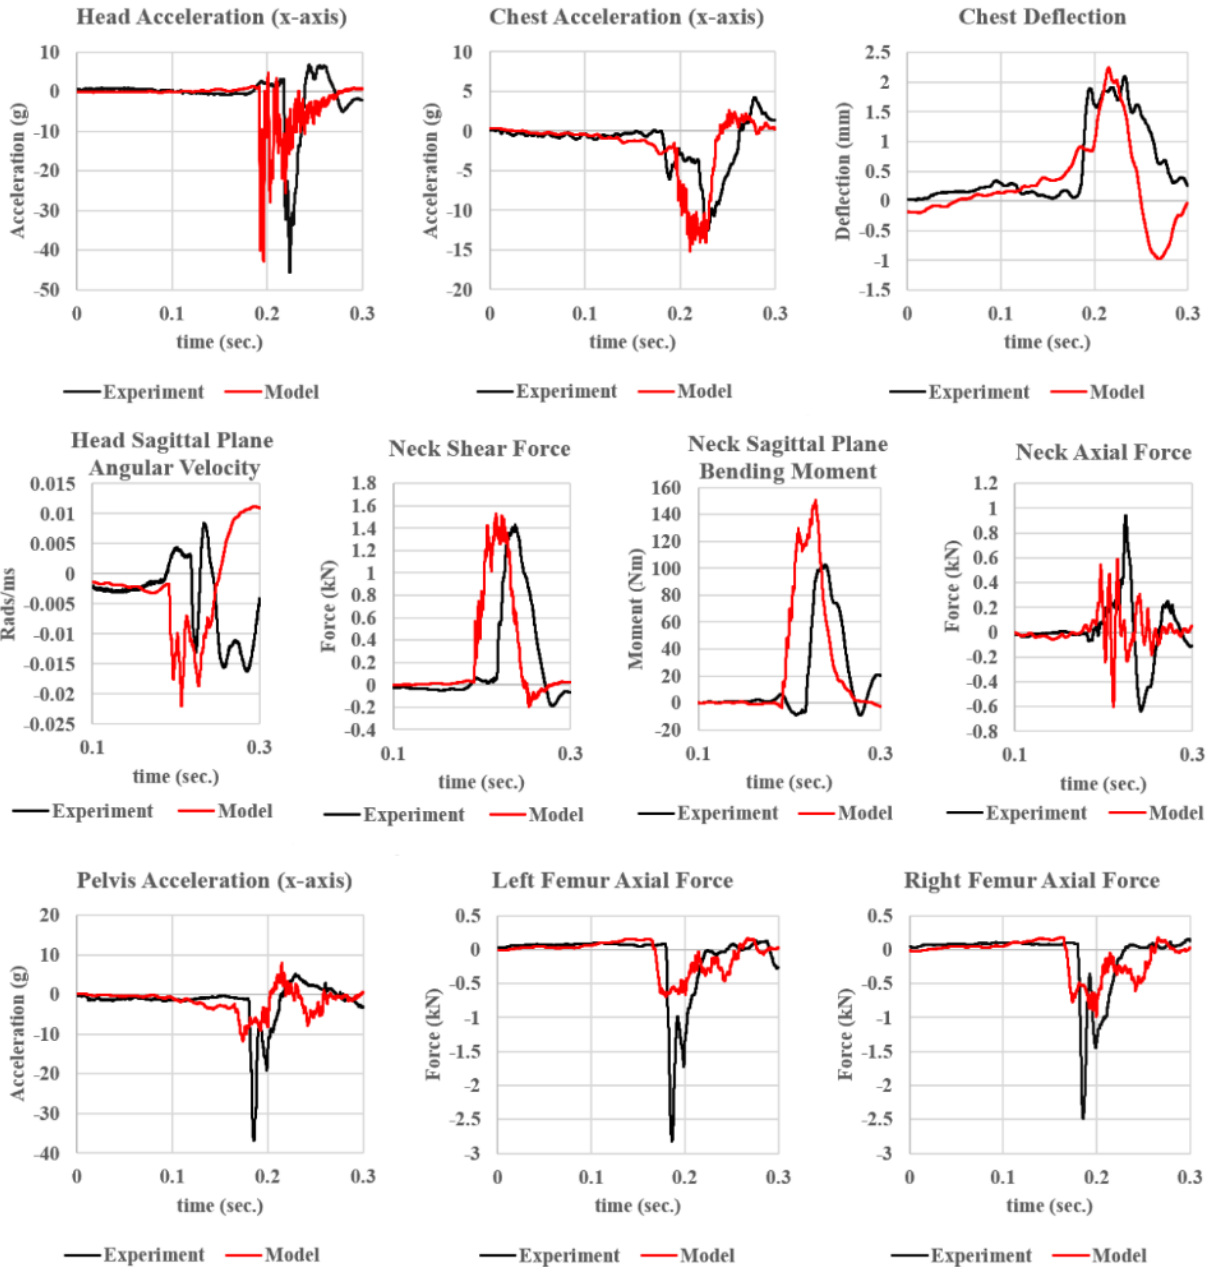 Head Acceleration (x-axis)
Acceleration (g)
10
0
-10
-20
-30
-40
-50
0
0.1
0.2
0.3
time (sec.)
Experiment
Model
Chest Acceleration (x-axis)
Acceleration (g)
10
5
0
-5
-10
-15
-20
0
0.1
0.2
0.3
time (sec.)
Experiment
Model
Chest Deflection
Deflection (mm)
2.5
2
1.5
1
0.5
0
-0.5
-1
-1.5
0
0.1
0.2
0.3
time (sec.)
Experiment
Model
Head Sagittal Plane
Angular Velocity
Rads/ms
0.015
0.01
0.005
0
-0.005
-0.01
-0.015
-0.02
-0.025
0.1
0.3
time (sec.)
Experiment
Model
Neck Shear Force
Force (kN)
1.8
1.6
1.4
1.2
1
0.8
0.6
0.4
0.2
0
-0.2
-0.4
0.1
0.3
time (sec.)
Experiment
Model
Neck Sagittal Plane
Bending Moment
Moment (Nm)
160
140
120
100
80
60
40
20
0
-20
0.1
0.3
time (sec.)
Experiment
Model
Neck Axial Force
Force (kN)
1.2
1
0.8
0.6
0.4
0.2
0
-0.2
-0.4
-0.6
-0.8
0.1
0.3
time (sec.)
Experiment
Model
Pelvis Acceleration (x-axis)
Acceleration (g)
20
10
0
-10
-20
-30
-40
0
0.1
0.2
0.3
time (sec.)
Experiment
Model
Left Femur Axial Force
Force (kN)
0.5
0
-0.5
-1
-1.5
-2
-2.5
-3
0
0.1
0.2
0.3
time (sec.)
Experiment
Model
Right Femur Axial Force
Force (kN)
0.5
0
-0.5
-1
-1.5
-2
-2.5
-3
0
0.1
0.2
0.3
time (sec.)
Experiment
Model